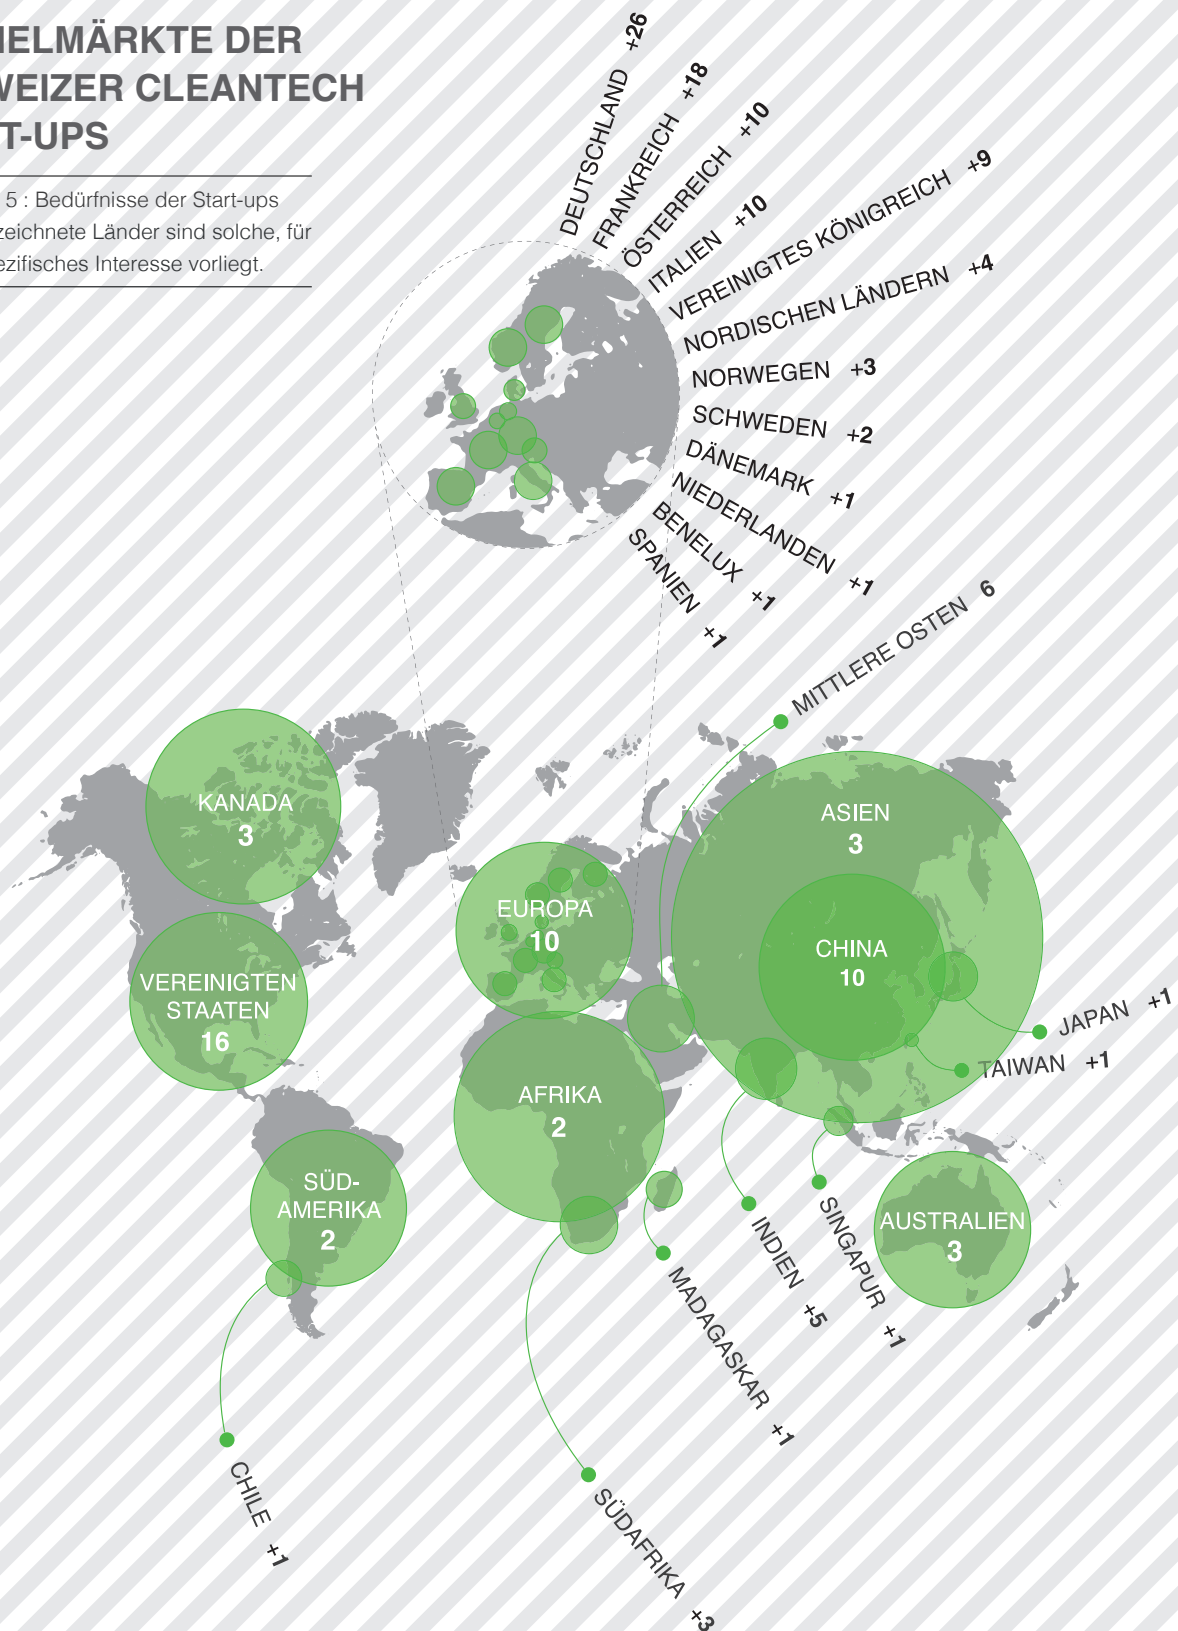 IELMÄRKTE DER
WEIZER CLEANTECH
T-UPS
5 : Bedürfnisse der Start-ups
zeichnete Länder sind solche, für
ezifisches Interesse vorliegt.
DEUTSCHLAND +26
FRANKREICH +18
ÖSTERREICH +10
ITALIEN +10
VEREINIGTES KÖNIGREICH +9
NORDISCHEN LÄNDERN +4
NORWEGEN +3
SCHWEDEN +2
DÄNEMARK +1
NIEDERLANDEN +1
BENELUX +1
SPANIEN +1
MITTLERE OSTEN 6
KANADA
3
ASIEN
3
EUROPA
10
CHINA
10
VEREINIGTEN
STAATEN
16
JAPAN +1
TAIWAN +1
AFRIKA
2
SÜD-
AMERIKA
2
AUSTRALIEN
3
INDIEN +5
SINGAPUR +1
MADAGASKAR +1
CHILE +1
SÜDAFRIKA +3